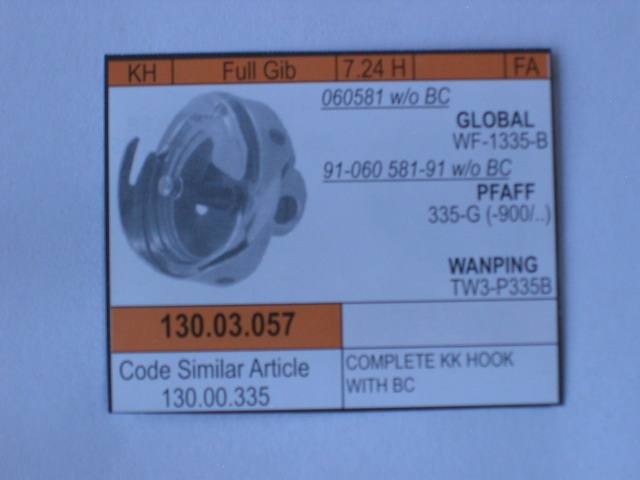 KH Full Gib 7.24 H FA
060581 w/o BC
GLOBAL
WF-1335-B
91-060 581-91 w/o BC
PFAFF
335-G (-900/..)
WANPING
TW3-P335B
130.03.057
Code Similar Article
130.00.335
COMPLETE KK HOOK
WITH BC